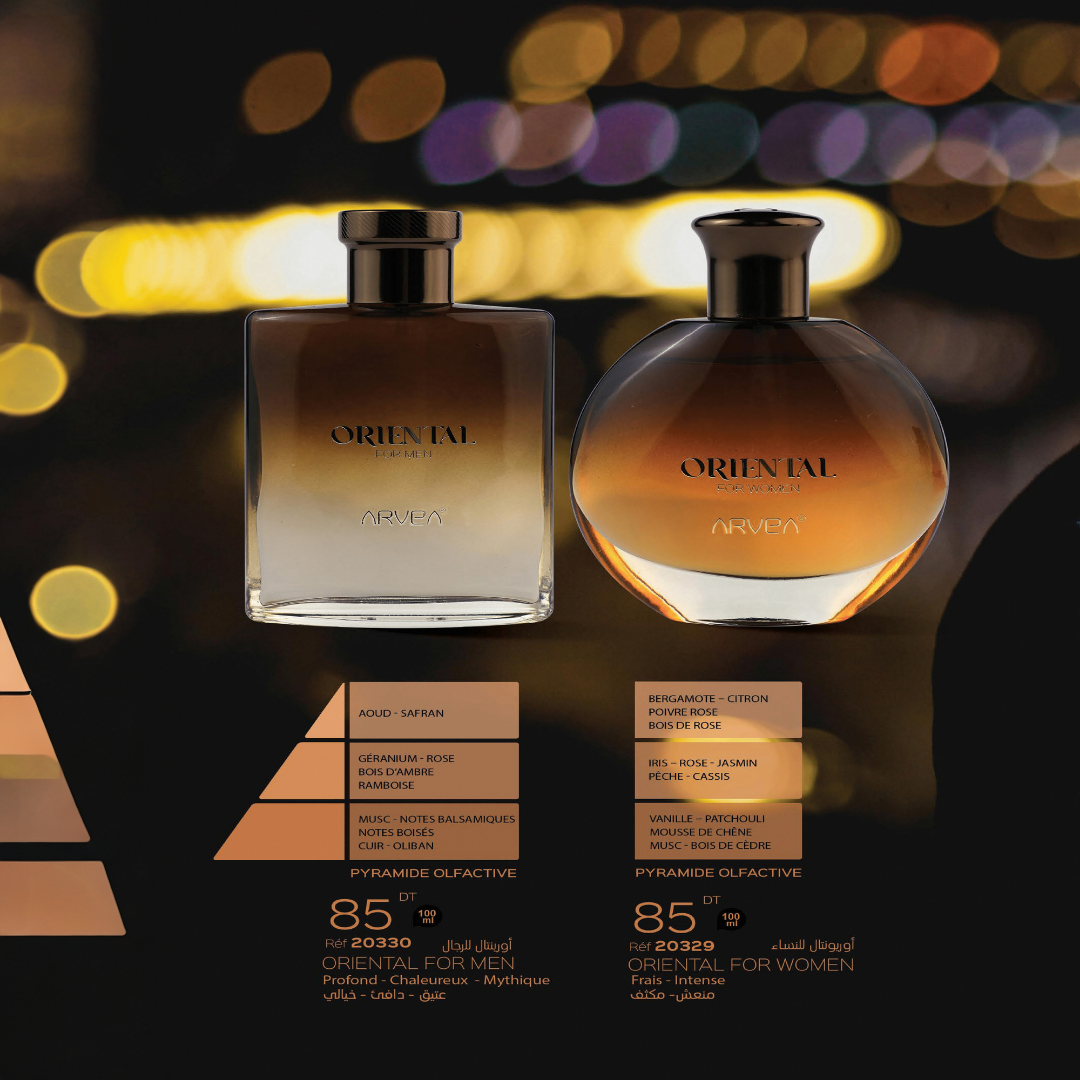 ORIENTAL
FOR MEN
ARVEA
ORIENTAL
FOR WOMEN
ARVEA
AOUD - SAFRAN
GÉRANIUM - ROSE
BOIS D'AMBRE
RAMBOISE
MUSC - NOTES BALSAMIQUES
NOTES BOISÉS
CUIR - OLIBAN
PYRAMIDE OLFACTIVE
85 DT
100
ml
Réf 20330 أوريننال للرجال
ORIENTAL FOR MEN
Profond - Chaleureux - Mythique
عتيق - دافئ - خيالي
BERGAMOTE – CITRON
POIVRE ROSE
BOIS DE ROSE
IRIS – ROSE - JASMIN
PÊCHE - CASSIS
VANILLE – PATCHOULI
MOUSSE DE CHÊNE
MUSC - BOIS DE CÈDRE
PYRAMIDE OLFACTIVE
85 DT
100
ml
Réf 20329 أوريونتال للنساء
ORIENTAL FOR WOMEN
Frais - Intense
منعش- مكثف